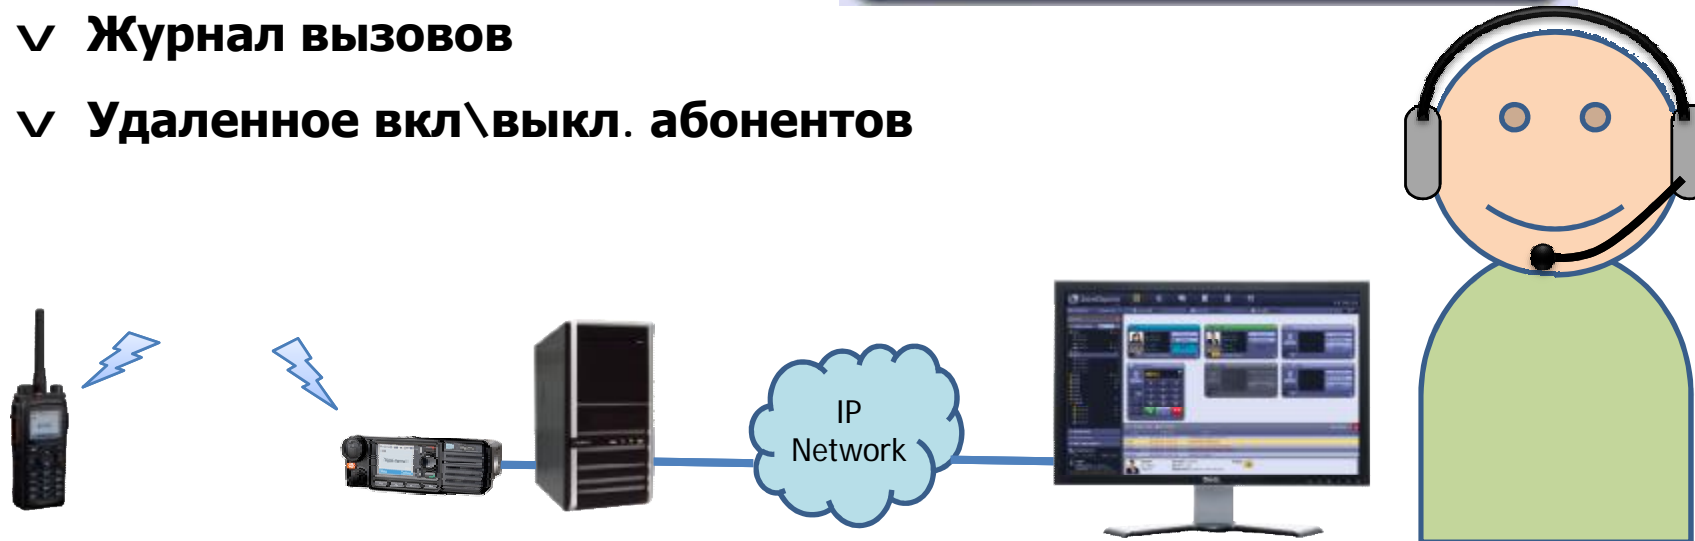 v Журнал вызовов
v Удаленное вкл\выкл. абонентов
IP
Network